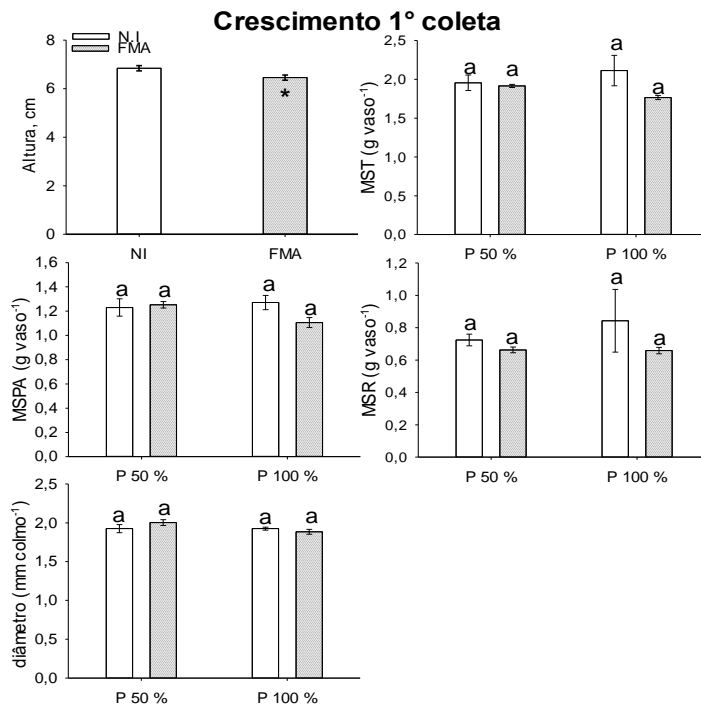 Crescimento 1° coleta
N.I
FMA
Altura, cm
8
6
4
2
0
*
NI
FMA
MST (g vaso⁻¹)
2,5
2,0
1,5
1,0
0,5
0,0
a
a
a
a
P 50 %
P 100 %
MSPA (g vaso⁻¹)
1,6
1,4
1,2
1,0
0,8
0,6
0,4
0,2
0,0
a
a
a
a
P 50 %
P 100 %
MSR (g vaso⁻¹)
1,2
1,0
0,8
0,6
0,4
0,2
0,0
a
a
a
a
P 50 %
P 100 %
diâmetro (mm colmo⁻¹)
2,5
2,0
1,5
1,0
0,5
0,0
a
a
a
a
P 50 %
P 100 %